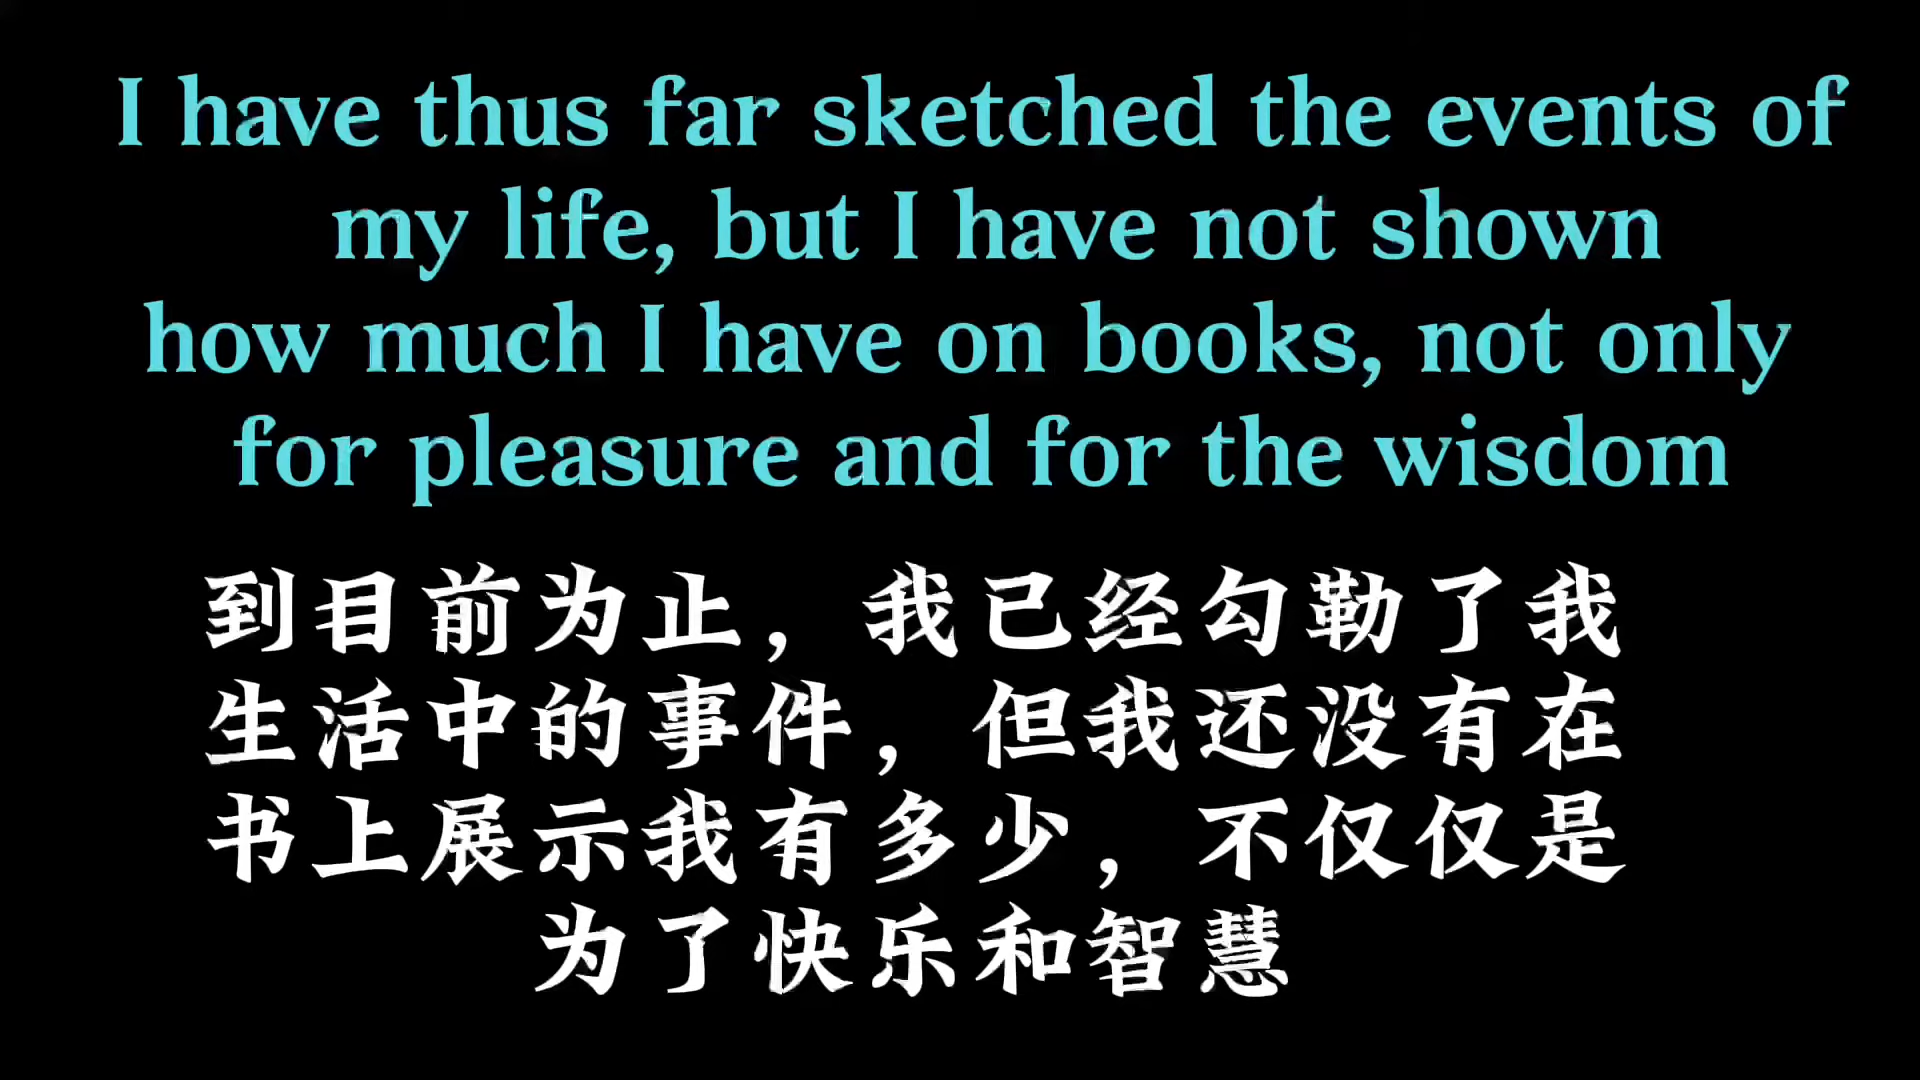 I have thus far sketched the events of
my life, but I have not shown
how much I have on books, not only
for pleasure and for the wisdom
到目前为止，我已经勾勒了我
生活中的事件，但我还没有在
书上展示我有多少，不仅仅是
为了快乐和智慧